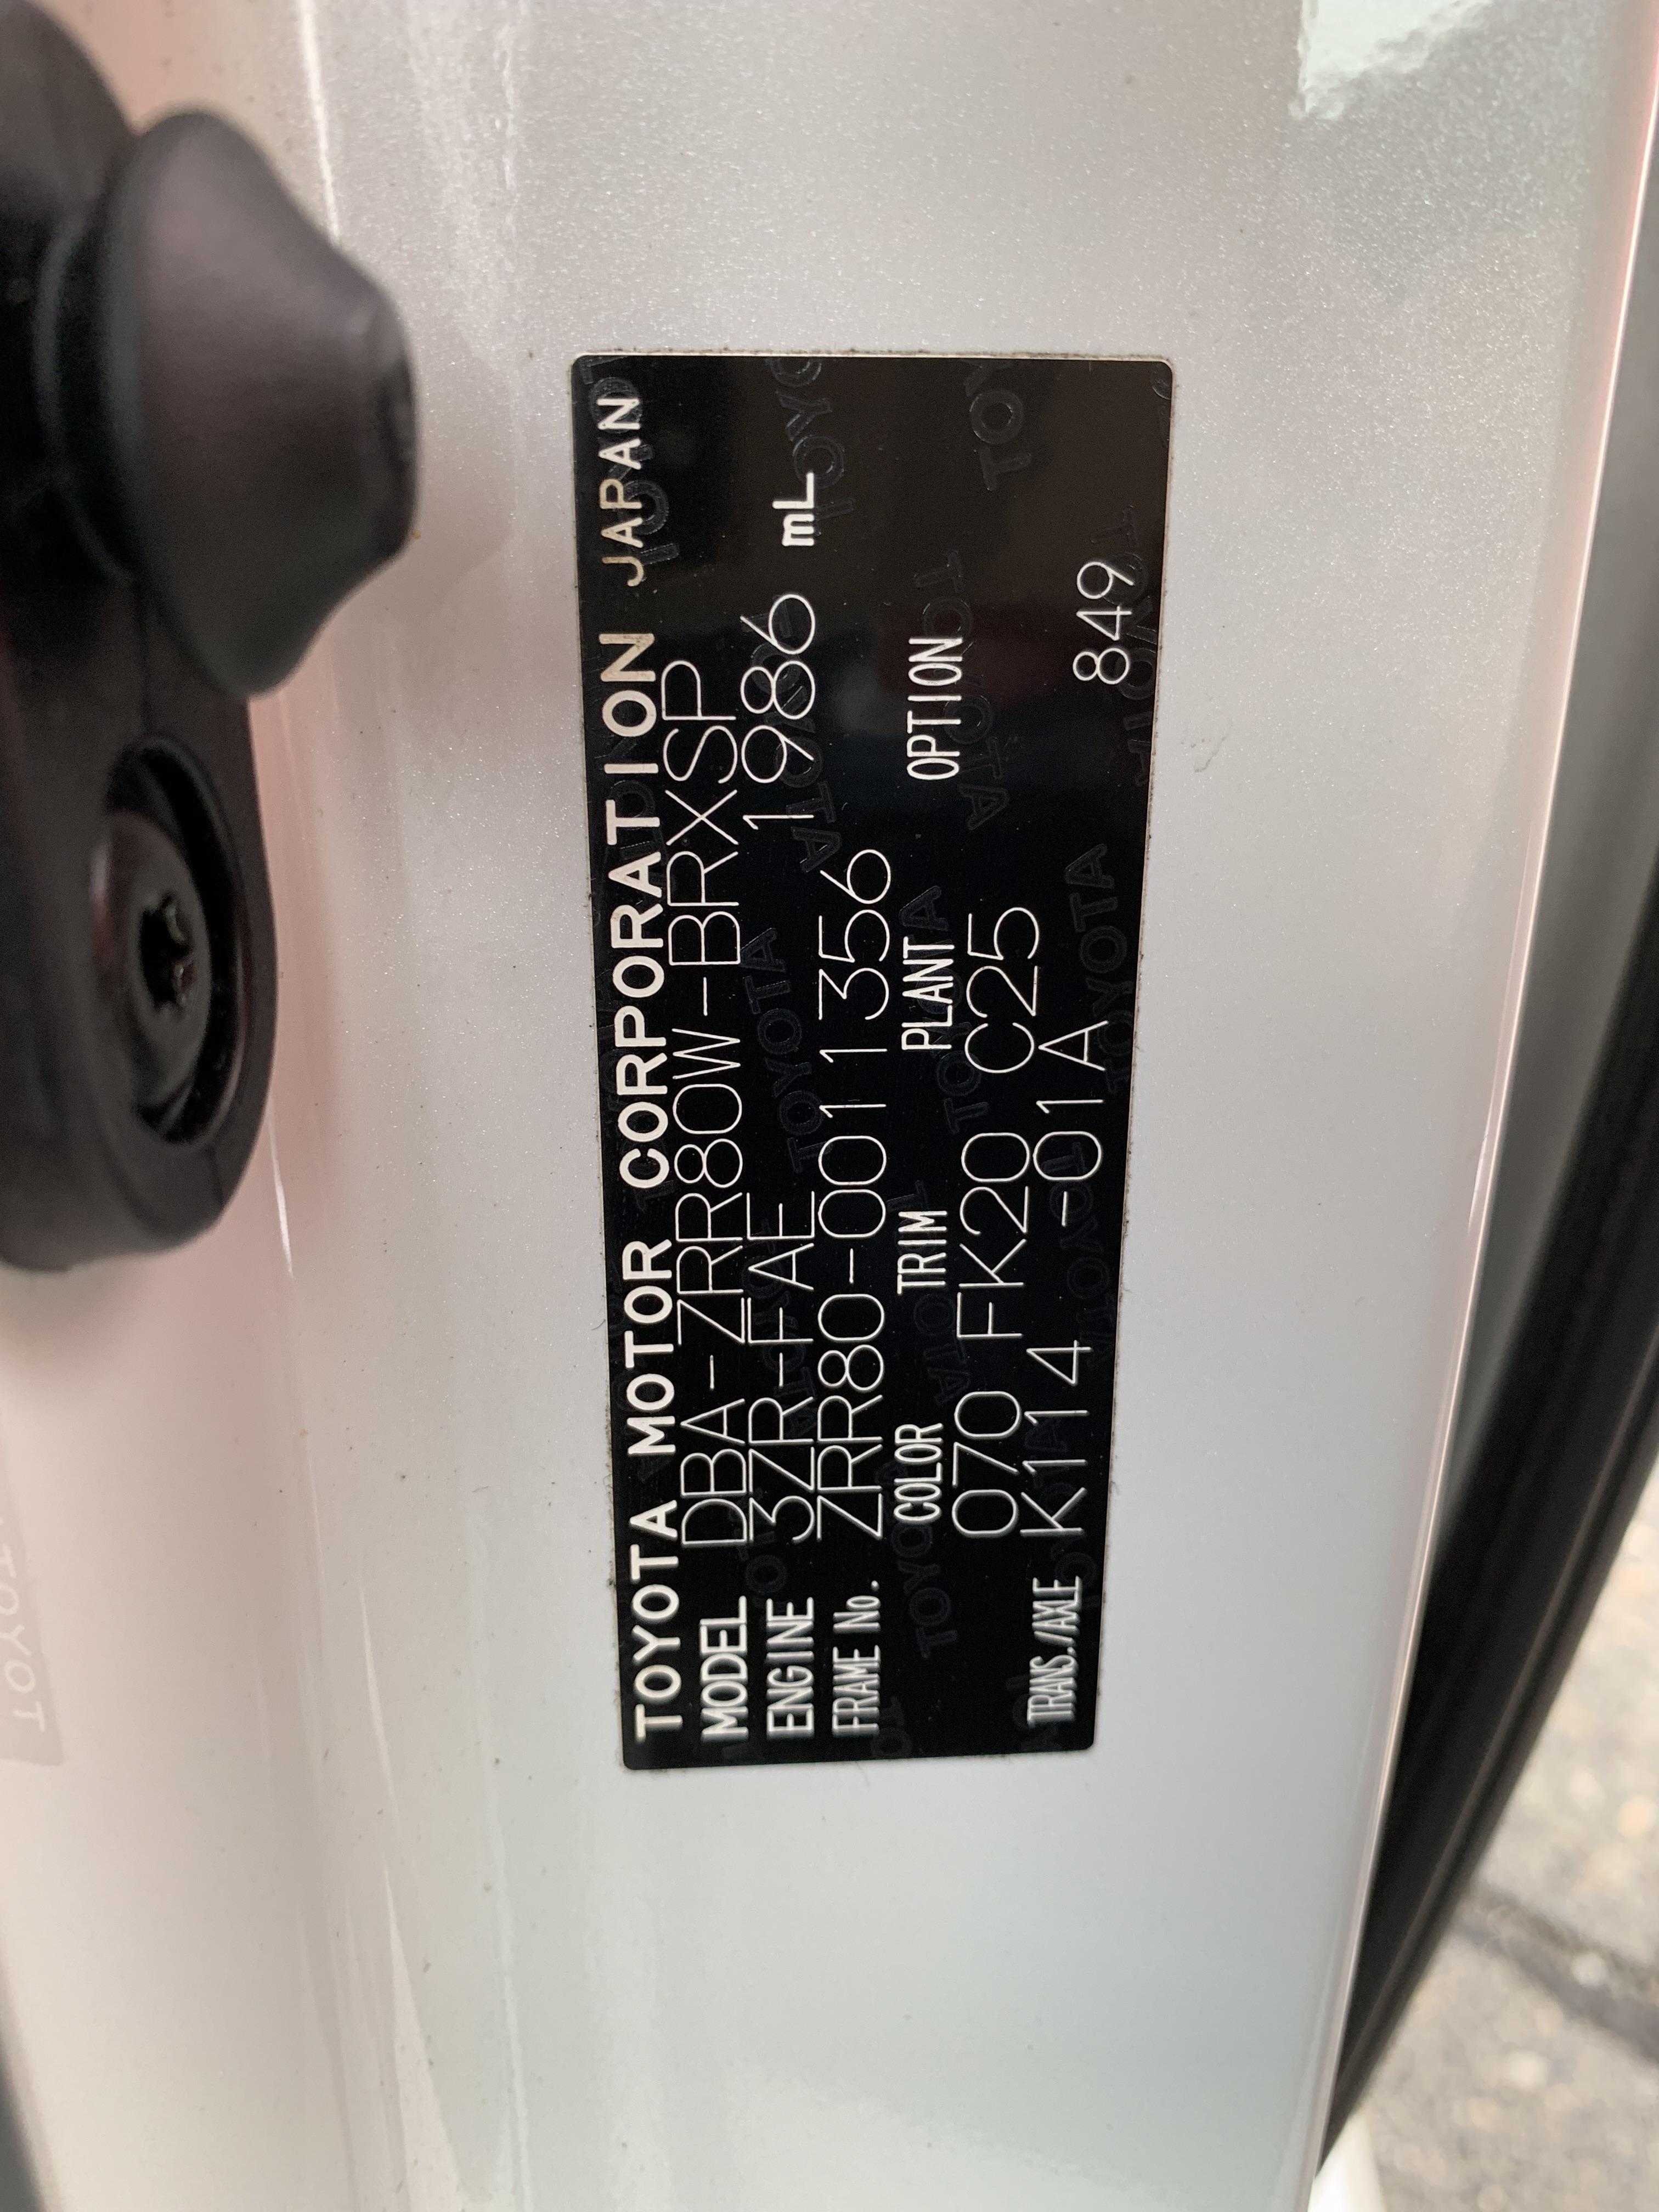 TOYOTA MOTOR CORPORATION JAPAN
MODEL DBA-ZRR80W-BRXSP
ENGINE 3ZR-FAE 1986 mL
FRAME No. ZRR80-0011356
COLOR TRIM PLANT OPTION
070 FK20 C25
TRANS./AXLE K114-01A 849